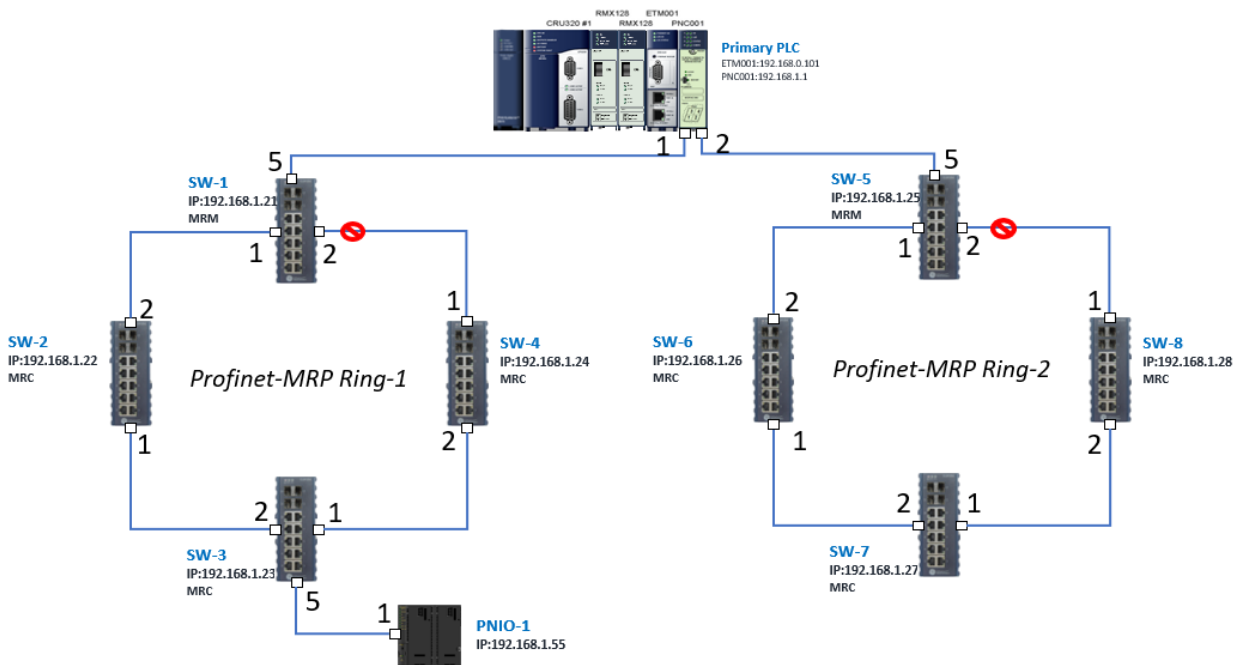 RMX128 ETM001
CRU320 #1 RMX128 PNC001
Primary PLC
ETM001:192.168.0.101
PNC001:192.168.1.1
1 2
5
SW-1
IP:192.168.1.21
MRM
1 2
5
SW-5
IP:192.168.1.25
MRM
1 2
2
SW-2
IP:192.168.1.22
MRC
1
Profinet-MRP Ring-1
1
SW-4
IP:192.168.1.24
MRC
2
2
SW-6
IP:192.168.1.26
MRC
1
Profinet-MRP Ring-2
1
SW-8
IP:192.168.1.28
MRC
2
2 1
SW-3
IP:192.168.1.23
MRC
5
2 1
SW-7
IP:192.168.1.27
MRC
1
PNIO-1
IP:192.168.1.55